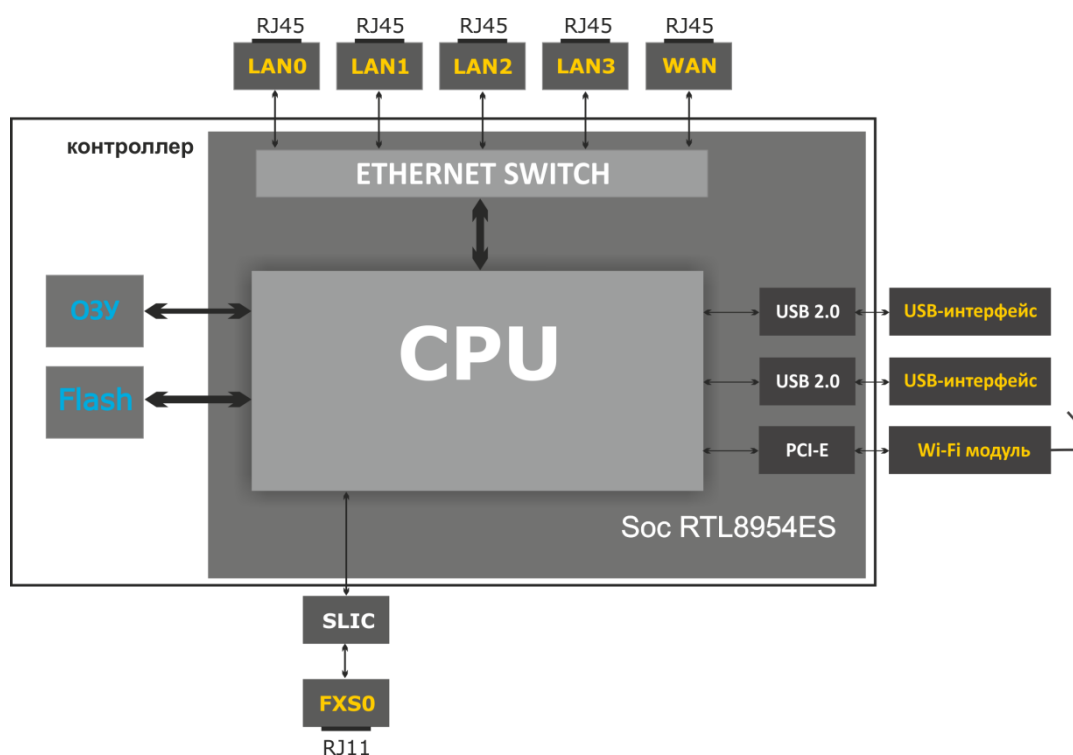 RJ45 RJ45 RJ45 RJ45 RJ45
LAN0 LAN1 LAN2 LAN3 WAN
контроллер
ETHERNET SWITCH
ОЗУ
CPU
USB 2.0 USB-интерфейс
Flash
USB 2.0 USB-интерфейс
PCI-E Wi-Fi модуль
Soc RTL8954ES
SLIC
FXS0
RJ11